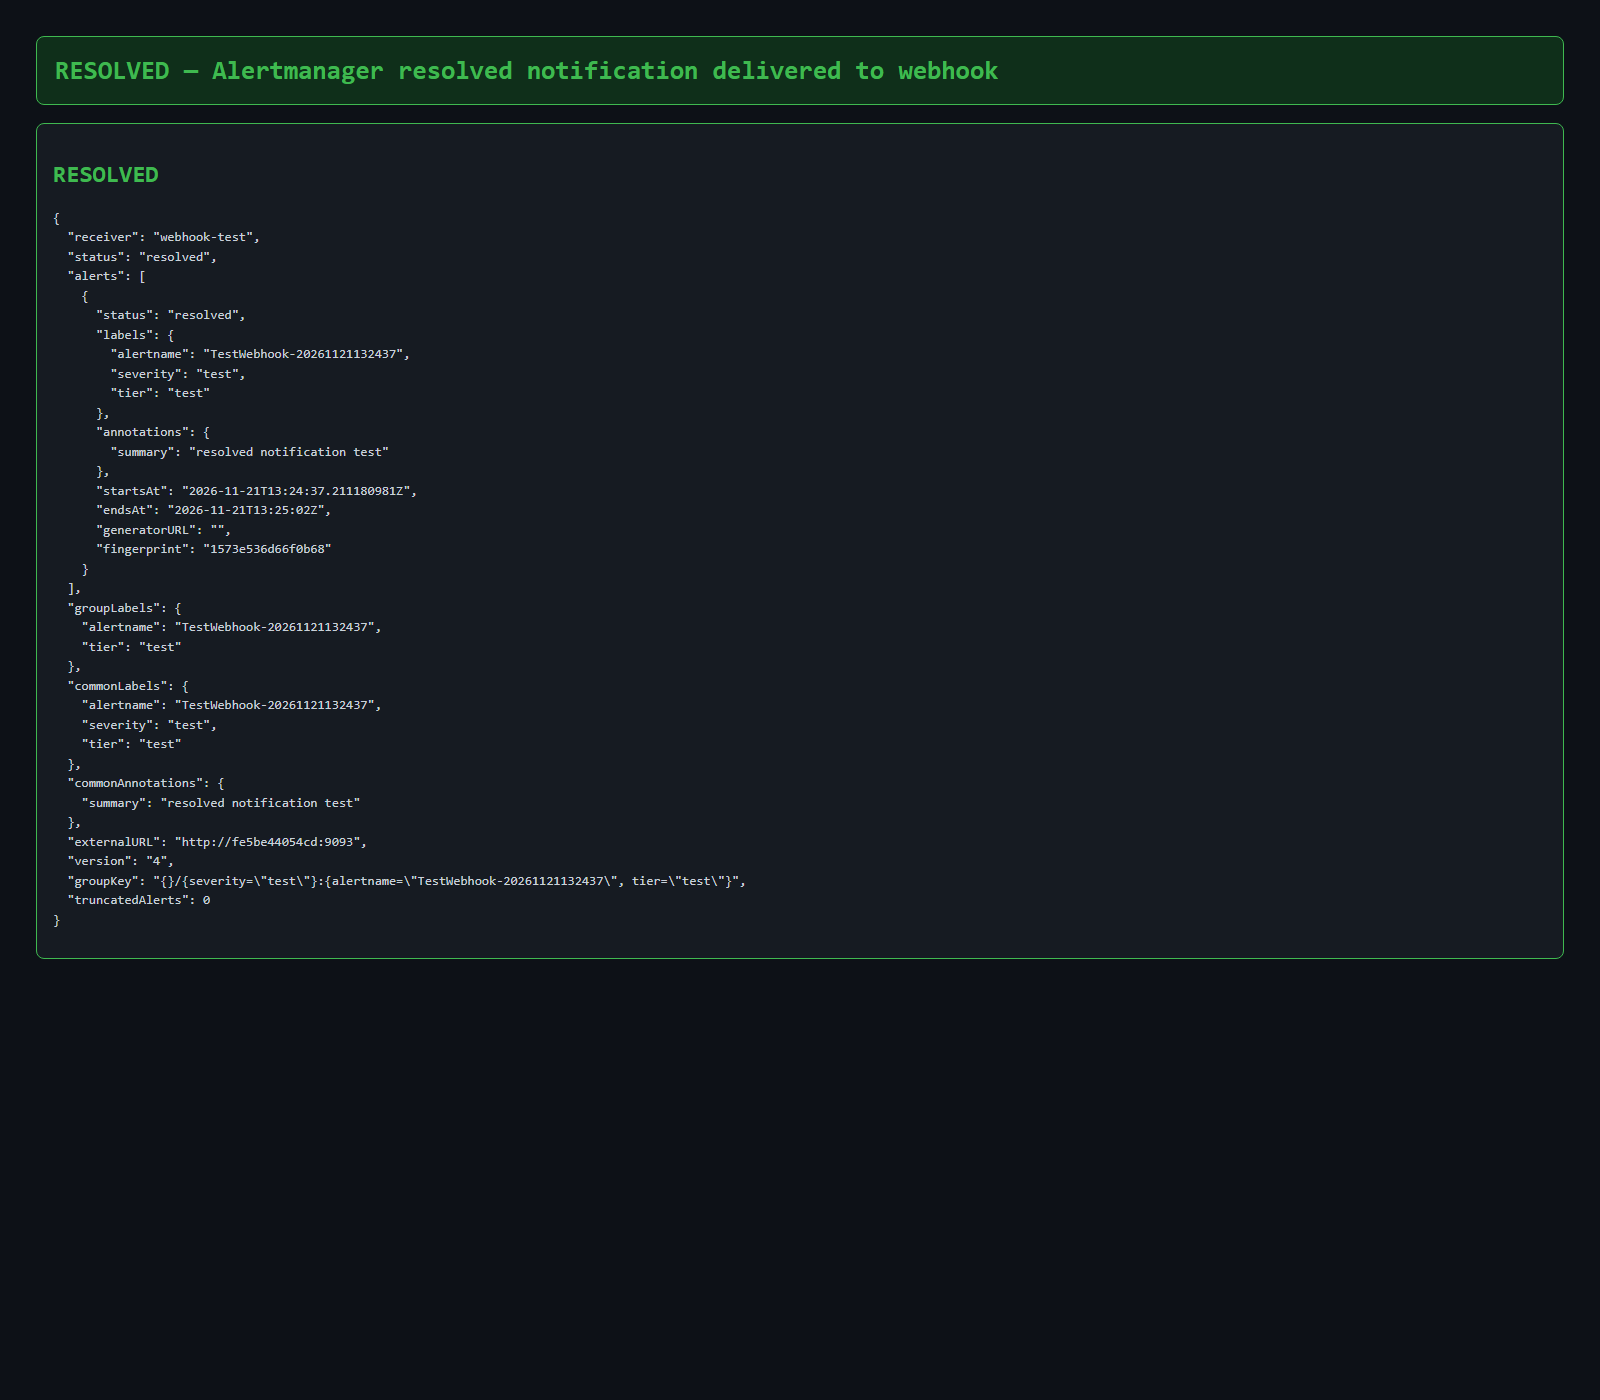 RESOLVED — Alertmanager resolved notification delivered to webhook
RESOLVED
{
  "receiver": "webhook-test",
  "status": "resolved",
  "alerts": [
    {
      "status": "resolved",
      "labels": {
        "alertname": "TestWebhook-20261121132437",
        "severity": "test",
        "tier": "test"
      },
      "annotations": {
        "summary": "resolved notification test"
      },
      "startsAt": "2026-11-21T13:24:37.211180981Z",
      "endsAt": "2026-11-21T13:25:02Z",
      "generatorURL": "",
      "fingerprint": "1573e536d66f0b68"
    }
  ],
  "groupLabels": {
    "alertname": "TestWebhook-20261121132437",
    "tier": "test"
  },
  "commonLabels": {
    "alertname": "TestWebhook-20261121132437",
    "severity": "test",
    "tier": "test"
  },
  "commonAnnotations": {
    "summary": "resolved notification test"
  },
  "externalURL": "http://fe5be44054cd:9093",
  "version": "4",
  "groupKey": "{}/{severity=\"test\"}:{alertname=\"TestWebhook-20261121132437\", tier=\"test\"}",
  "truncatedAlerts": 0
}